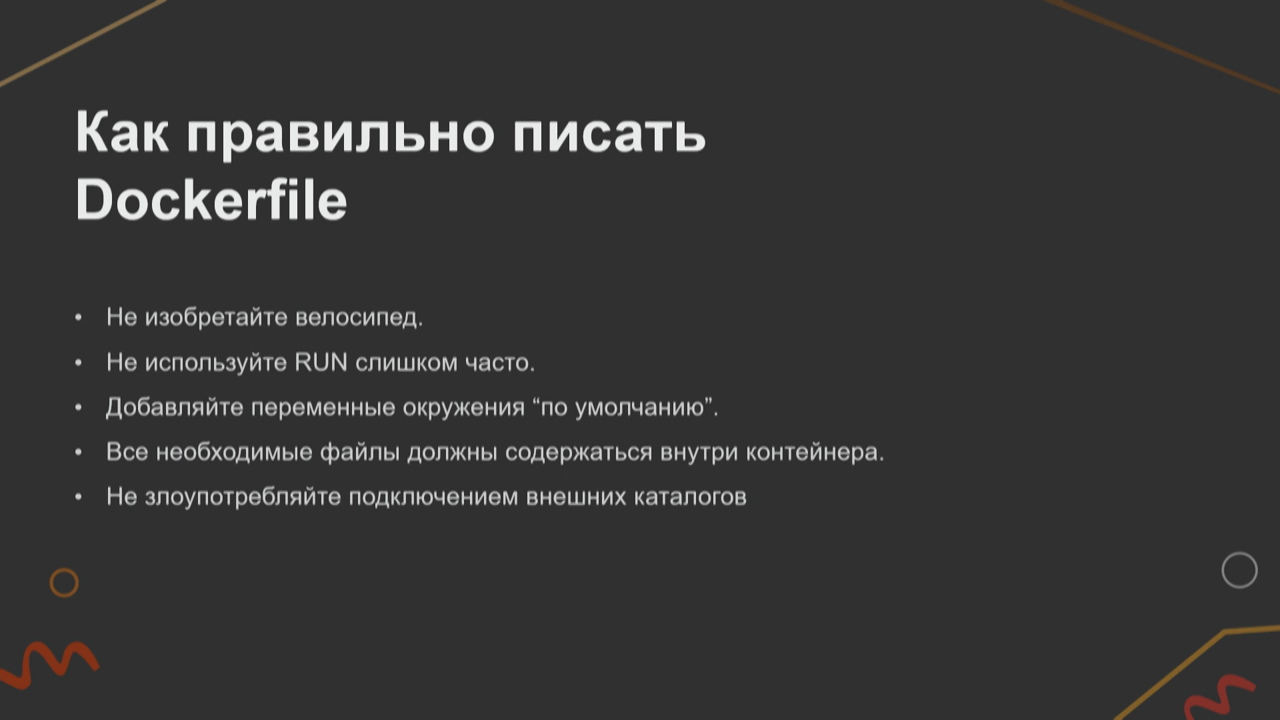 Как правильно писать
Dockerfile
• Не изобретайте велосипед.
• Не используйте RUN слишком часто.
• Добавляйте переменные окружения “по умолчанию”.
• Все необходимые файлы должны содержаться внутри контейнера.
• Не злоупотребляйте подключением внешних каталогов